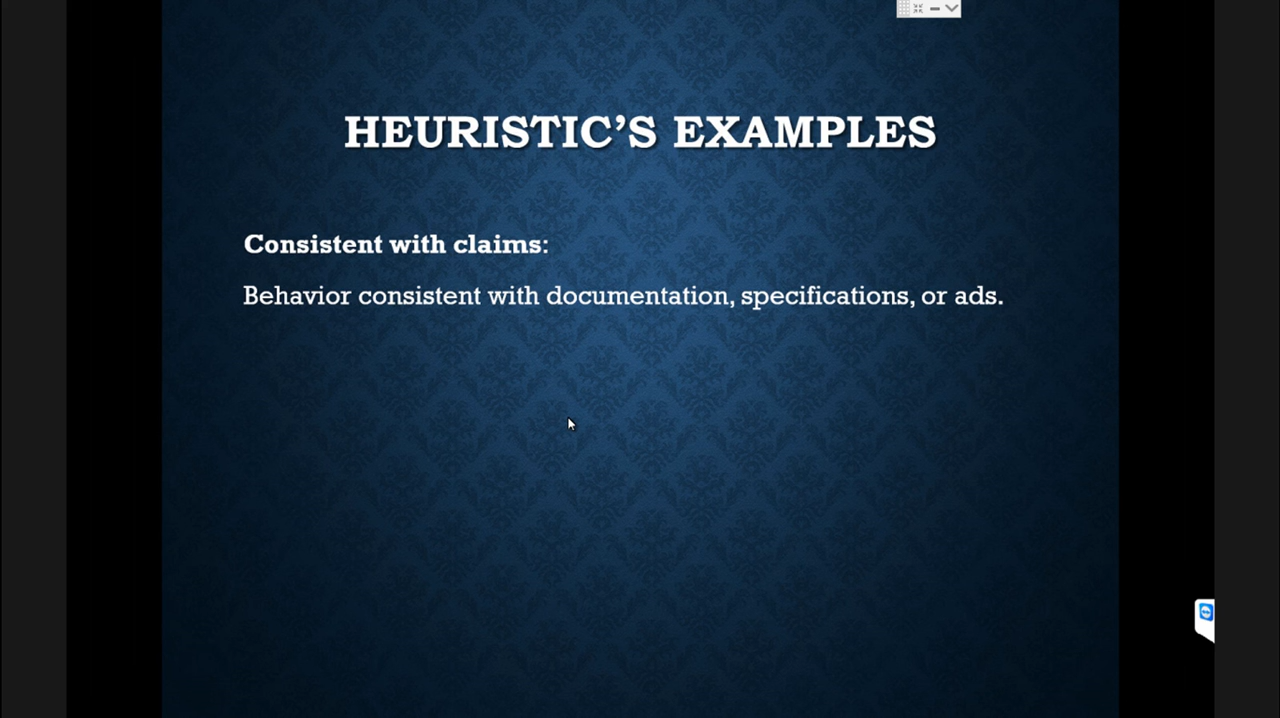 HEURISTIC’S EXAMPLES
Consistent with claims:
Behavior consistent with documentation, specifications, or ads.